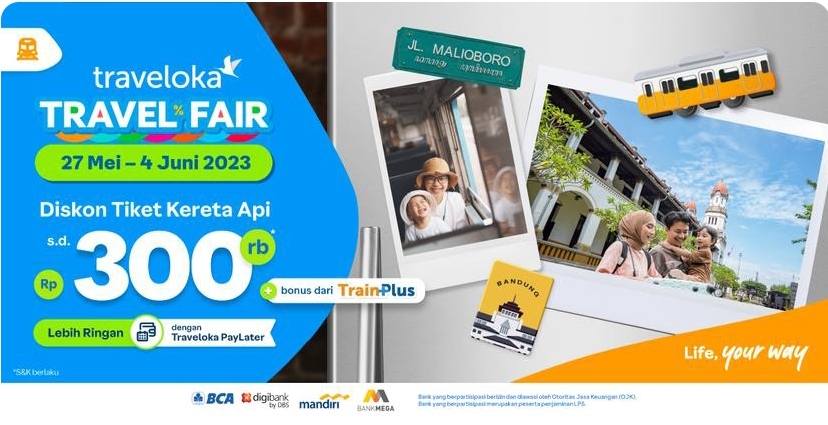 traveloka
TRAVEL % FAIR
27 Mei – 4 Juni 2023
Diskon Tiket Kereta Api
s.d.
Rp 300 rb*
+ bonus dari TrainPlus
Lebih Ringan dengan
Traveloka PayLater
*S&K berlaku
JL. MALIOBORO
BANDUNG
Life, your way
BCA digibank by DBS mandiri BANK MEGA
Bank yang berpartisipasi berizin dan diawasi oleh Otoritas Jasa Keuangan (OJK).
Bank yang berpartisipasi merupakan peserta penjaminan LPS.